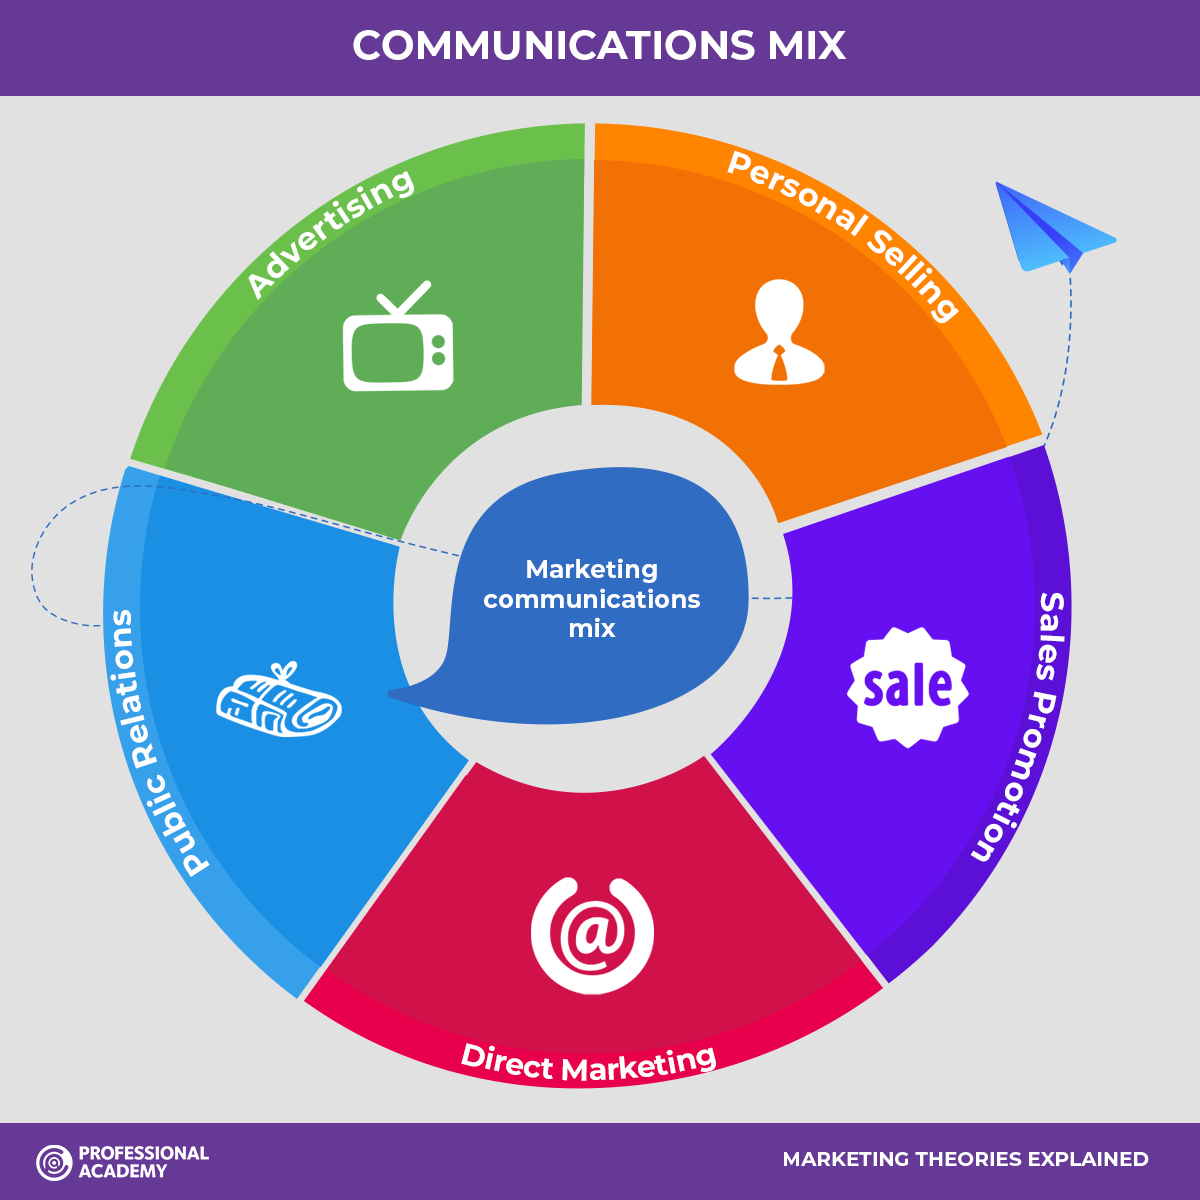 COMMUNICATIONS MIX
Advertising
Personal Selling
Marketing
communications
mix
sale
Sales Promotion
Public Relations
@
Direct Marketing
PROFESSIONAL
ACADEMY
MARKETING THEORIES EXPLAINED